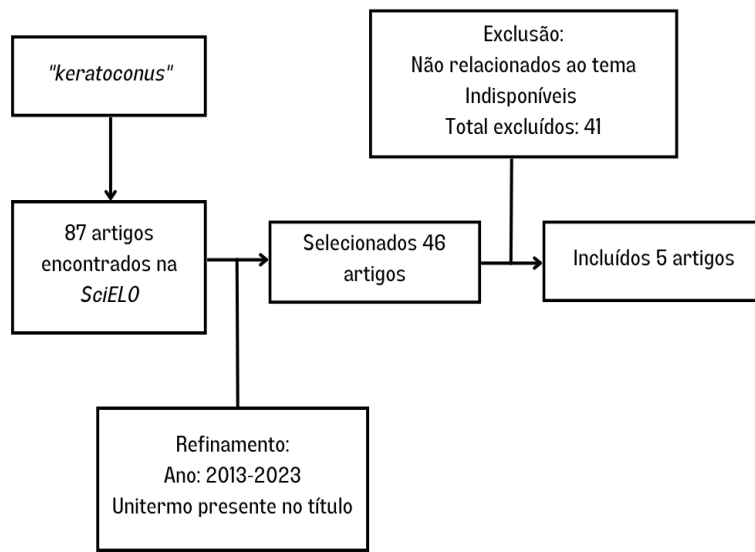 "keratoconus"
87 artigos
encontrados na
SciELO
Refinamento:
Ano: 2013-2023
Unitermo presente no título
Selecionados 46
artigos
Exclusão:
Não relacionados ao tema
Indisponíveis
Total excluídos: 41
Incluídos 5 artigos